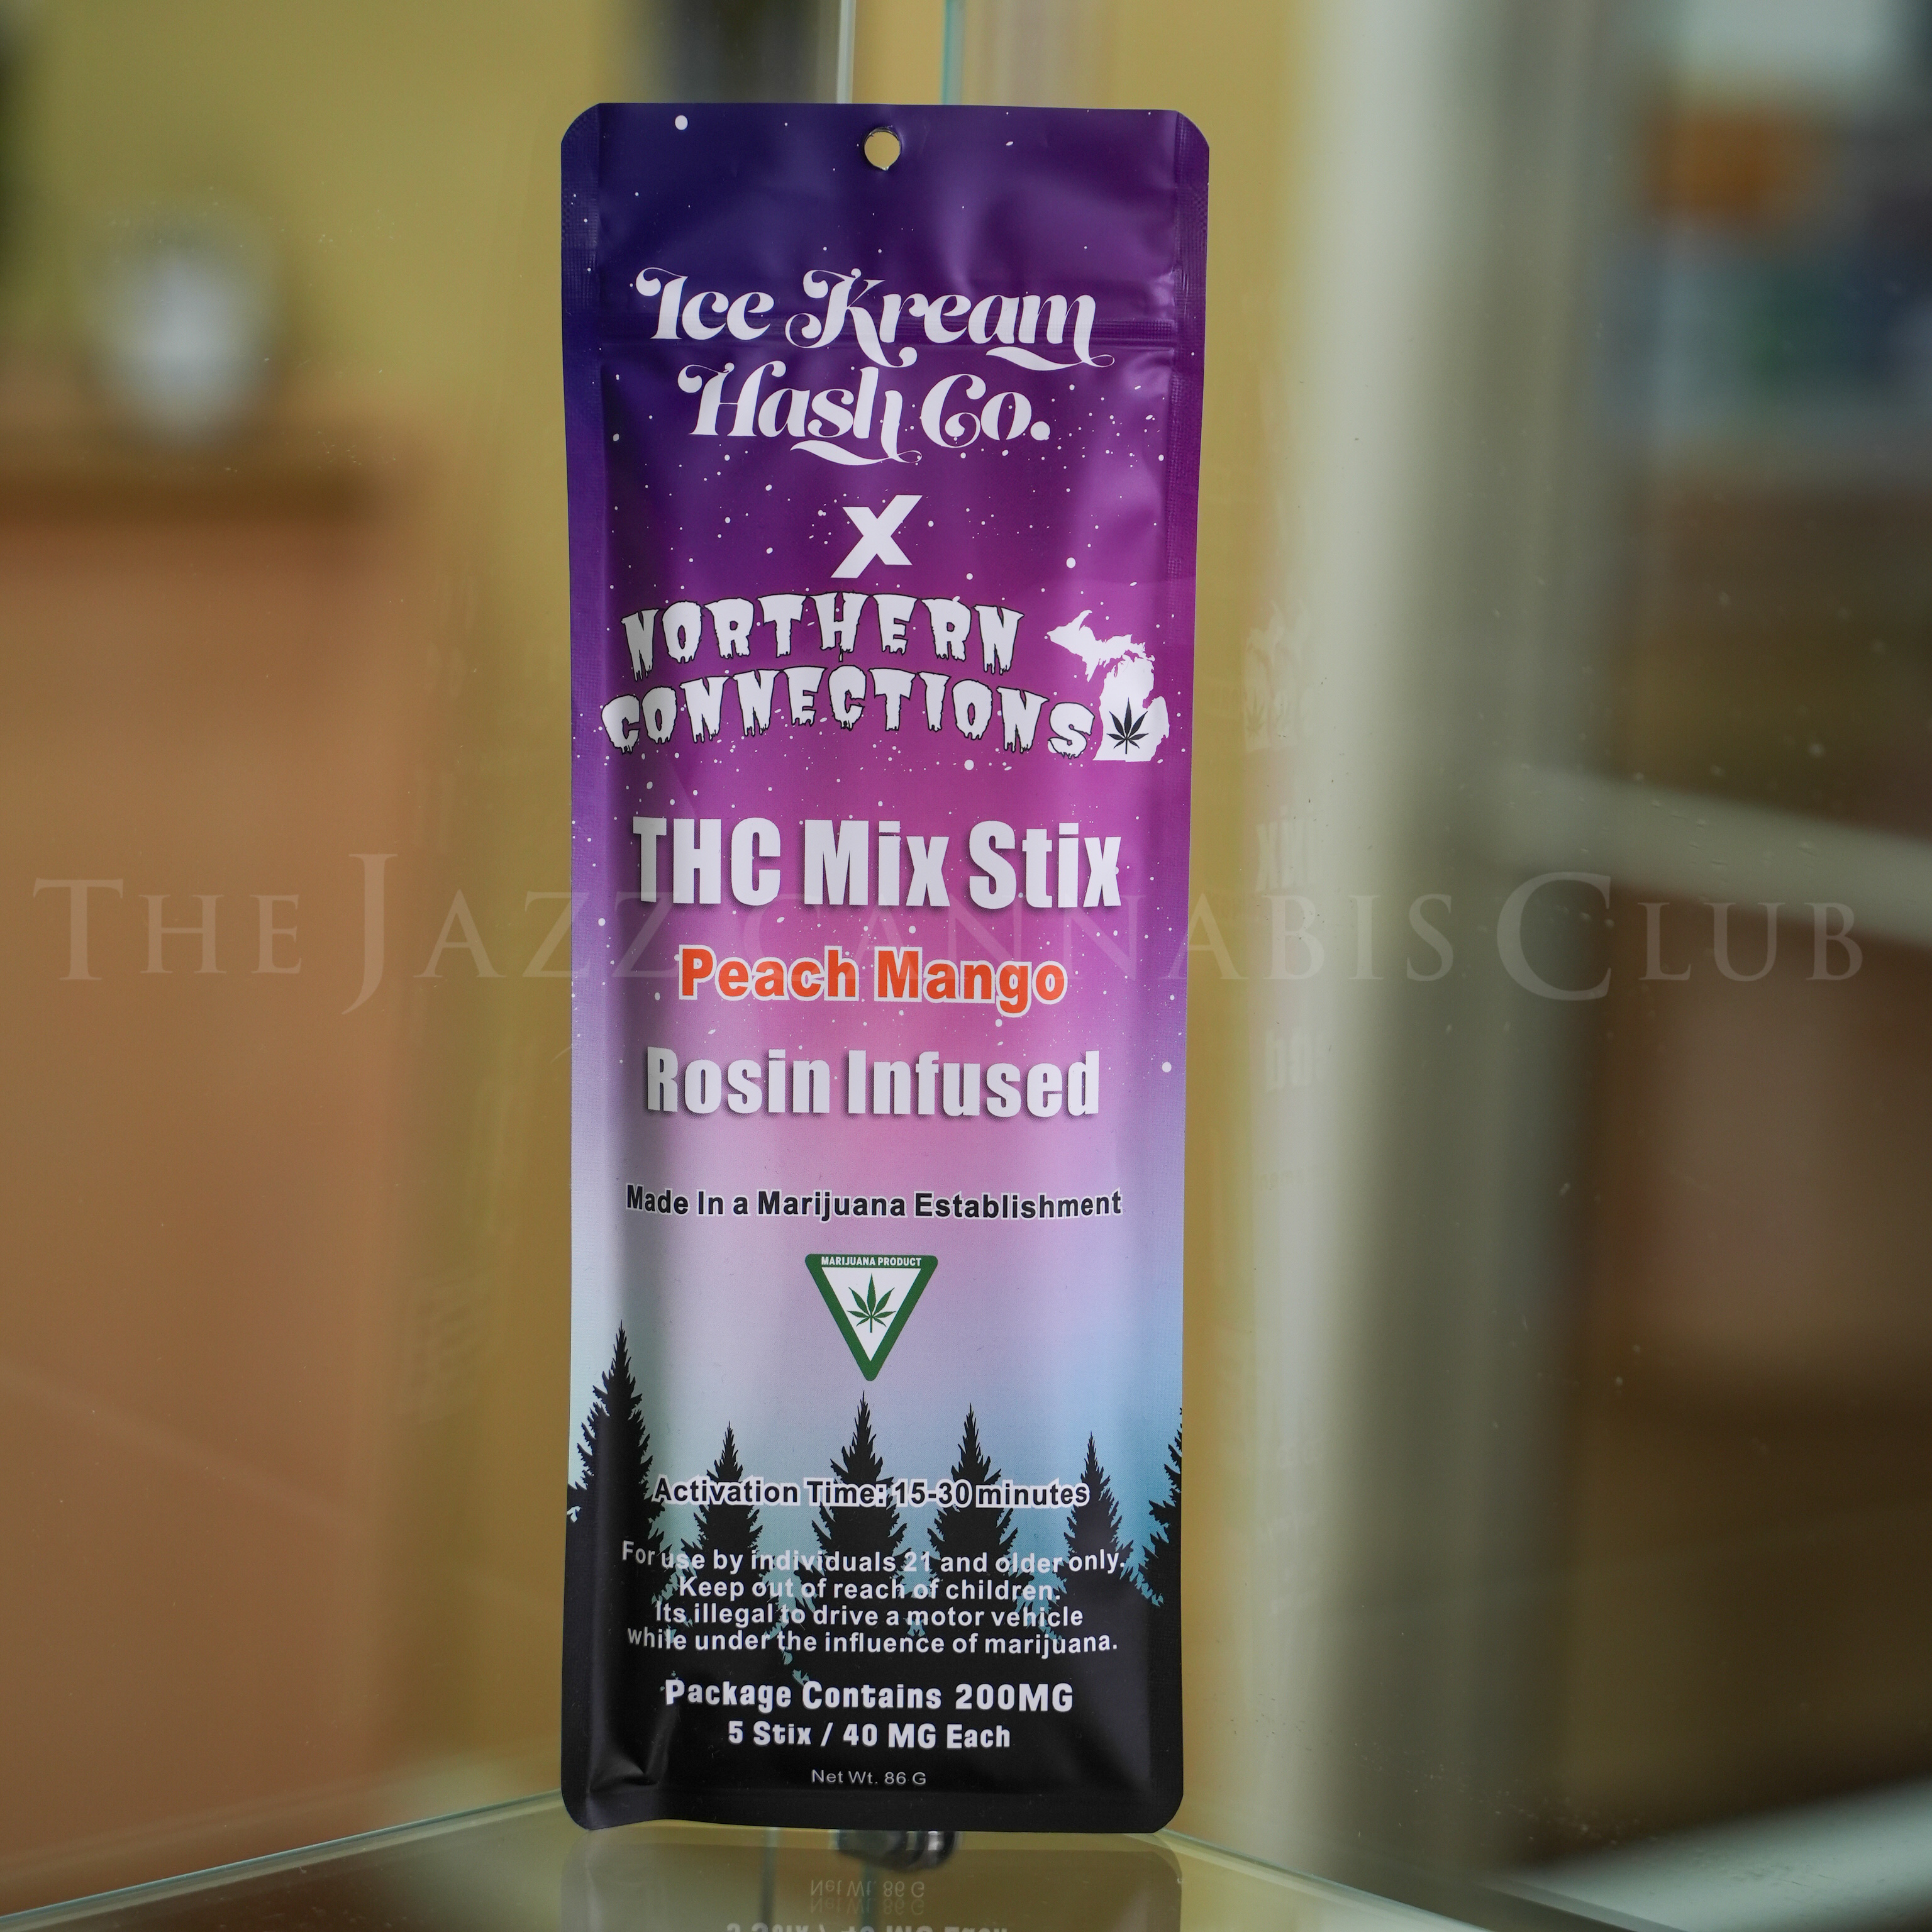 Ice Kream
Hash Co.
X
NORTHERN
CONNECTIONS
THC Mix Stix
THE JAZZ CANNABIS CLUB
Peach Mango
Rosin Infused
Made In a Marijuana Establishment
MARIJUANA PRODUCT
Activation Time: 15-30 minutes
For use by individuals 21 and older only.
Keep out of reach of children.
Its illegal to drive a motor vehicle
while under the influence of marijuana.
Package Contains 200MG
5 Stix / 40 MG Each
Net Wt. 86 G